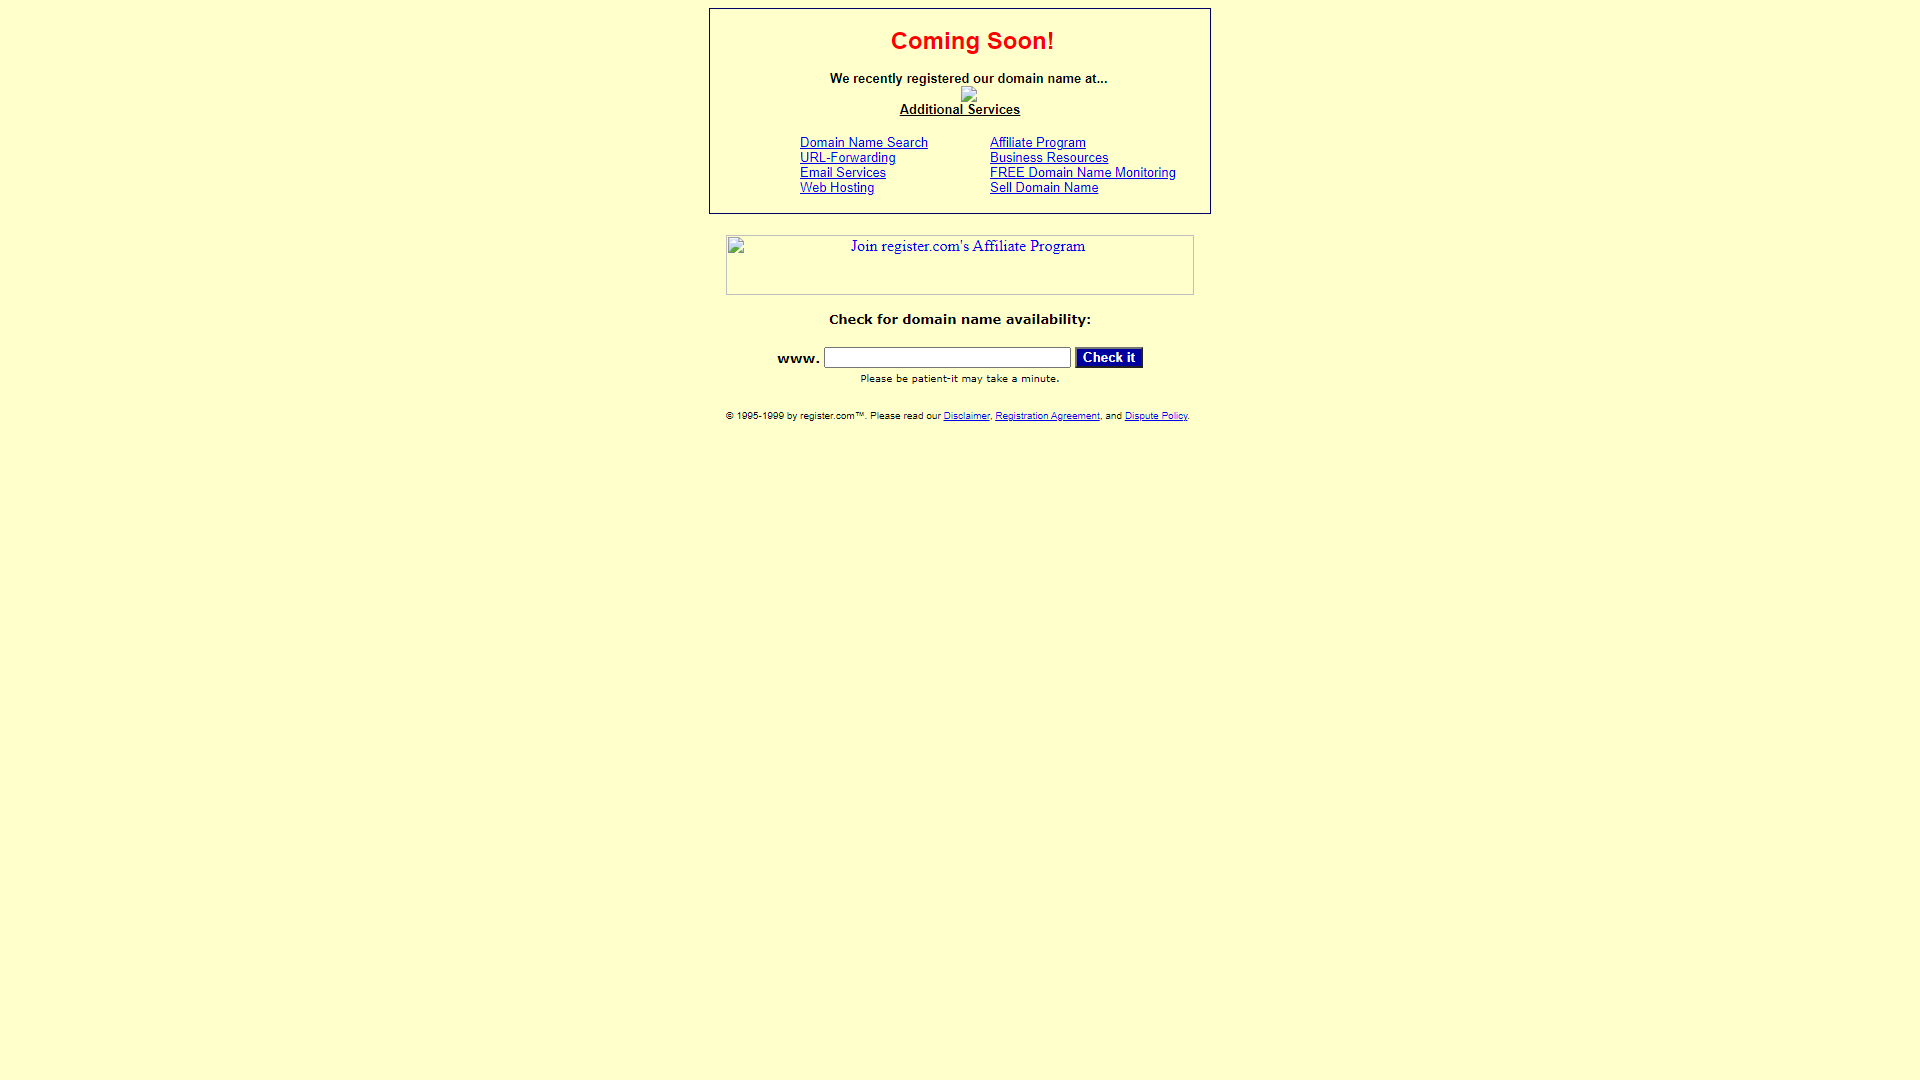 Coming Soon!
We recently registered our domain name at...
Additional Services
Domain Name Search
URL-Forwarding
Email Services
Web Hosting
Affiliate Program
Business Resources
FREE Domain Name Monitoring
Sell Domain Name
Join register.com's Affiliate Program
Check for domain name availability:
www. Check it
Please be patient-it may take a minute.
© 1995-1999 by register.com™. Please read our Disclaimer, Registration Agreement, and Dispute Policy.